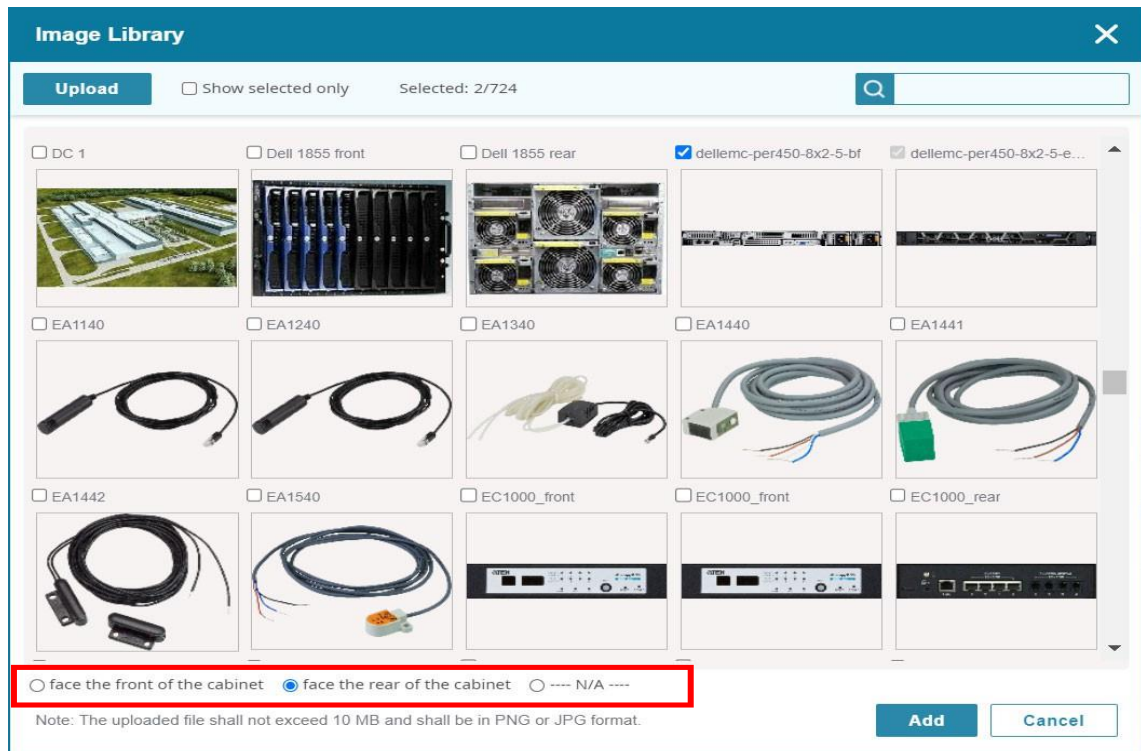 Image Library
Upload Show selected only Selected: 2/724
DC 1 Dell 1855 front Dell 1855 rear dellemc-per450-8x2-5-bf dellemc-per450-8x2-5-e...
EA1140 EA1240 EA1340 EA1440 EA1441
EA1442 EA1540 EC1000_front EC1000_front EC1000_rear
ATEN ATEN
face the front of the cabinet face the rear of the cabinet ---- N/A ----
Note: The uploaded file shall not exceed 10 MB and shall be in PNG or JPG format.
Add Cancel